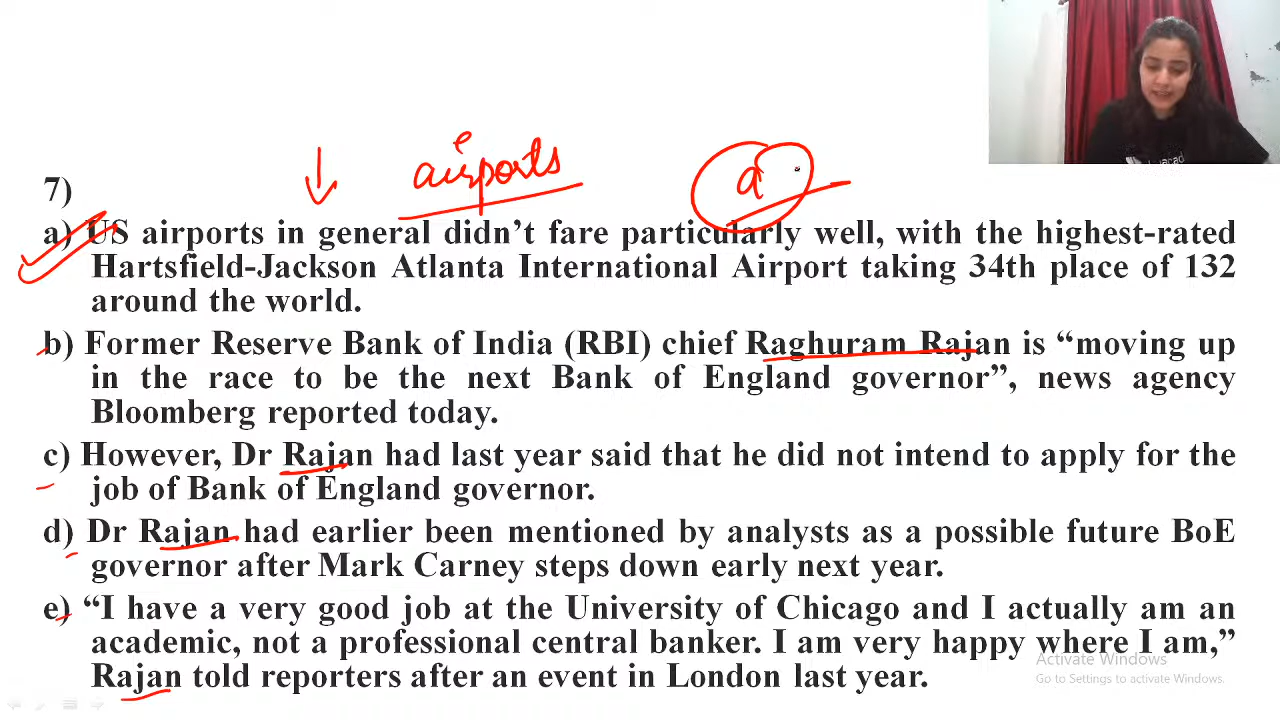 airports
a
7)
a) US airports in general didn’t fare particularly well, with the highest-rated
Hartsfield-Jackson Atlanta International Airport taking 34th place of 132
around the world.
b) Former Reserve Bank of India (RBI) chief Raghuram Rajan is “moving up
in the race to be the next Bank of England governor”, news agency
Bloomberg reported today.
c) However, Dr Rajan had last year said that he did not intend to apply for the
job of Bank of England governor.
d) Dr Rajan had earlier been mentioned by analysts as a possible future BoE
governor after Mark Carney steps down early next year.
e) “I have a very good job at the University of Chicago and I actually am an
academic, not a professional central banker. I am very happy where I am,”
Rajan told reporters after an event in London last year.
Activate Windows
Go to Settings to activate Windows.